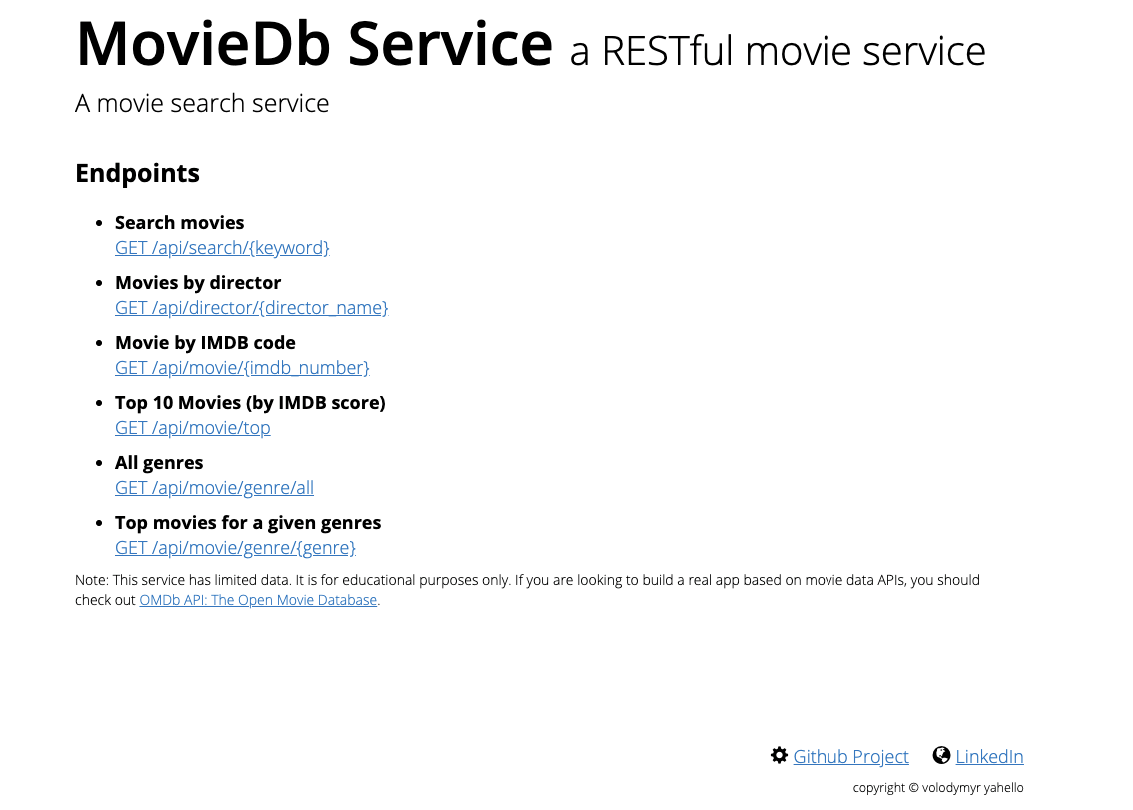 MovieDb Service a RESTful movie service
A movie search service
Endpoints
Search movies
GET /api/search/{keyword}
Movies by director
GET /api/director/{director_name}
Movie by IMDB code
GET /api/movie/{imdb_number}
Top 10 Movies (by IMDB score)
GET /api/movie/top
All genres
GET /api/movie/genre/all
Top movies for a given genres
GET /api/movie/genre/{genre}
Note: This service has limited data. It is for educational purposes only. If you are looking to build a real app based on movie data APIs, you should
check out OMDb API: The Open Movie Database.
Github Project LinkedIn
copyright © volodymyr yahello